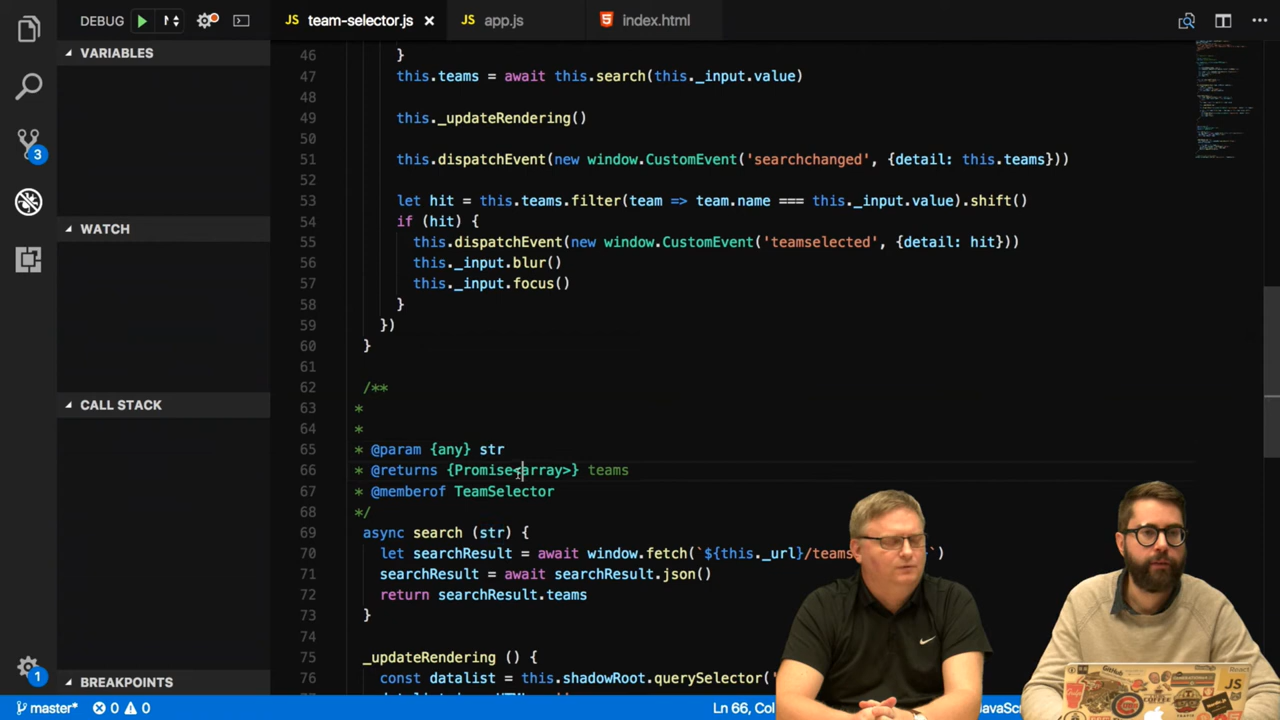 DEBUG
team-selector.js
app.js
index.html
VARIABLES
WATCH
CALL STACK
BREAKPOINTS
3
1
46 }
47 this.teams = await this.search(this._input.value)
48
49 this._updateRendering()
50
51 this.dispatchEvent(new window.CustomEvent('searchchanged', {detail: this.teams}))
52
53 let hit = this.teams.filter(team => team.name === this._input.value).shift()
54 if (hit) {
55 this.dispatchEvent(new window.CustomEvent('teamselected', {detail: hit}))
56 this._input.blur()
57 this._input.focus()
58 }
59 })
60 }
61
62 /**
63 *
64 *
65 * @param {any} str
66 * @returns {Promise<array>} teams
67 * @memberof TeamSelector
68 */
69 async search (str) {
70 let searchResult = await window.fetch(`${this._url}/teams `)
71 searchResult = await searchResult.json()
72 return searchResult.teams
73 }
74
75 _updateRendering () {
76 const datalist = this.shadowRoot.querySelector('
master*
0 0
Ln 66,
JavaSc
GitHub
JS
React